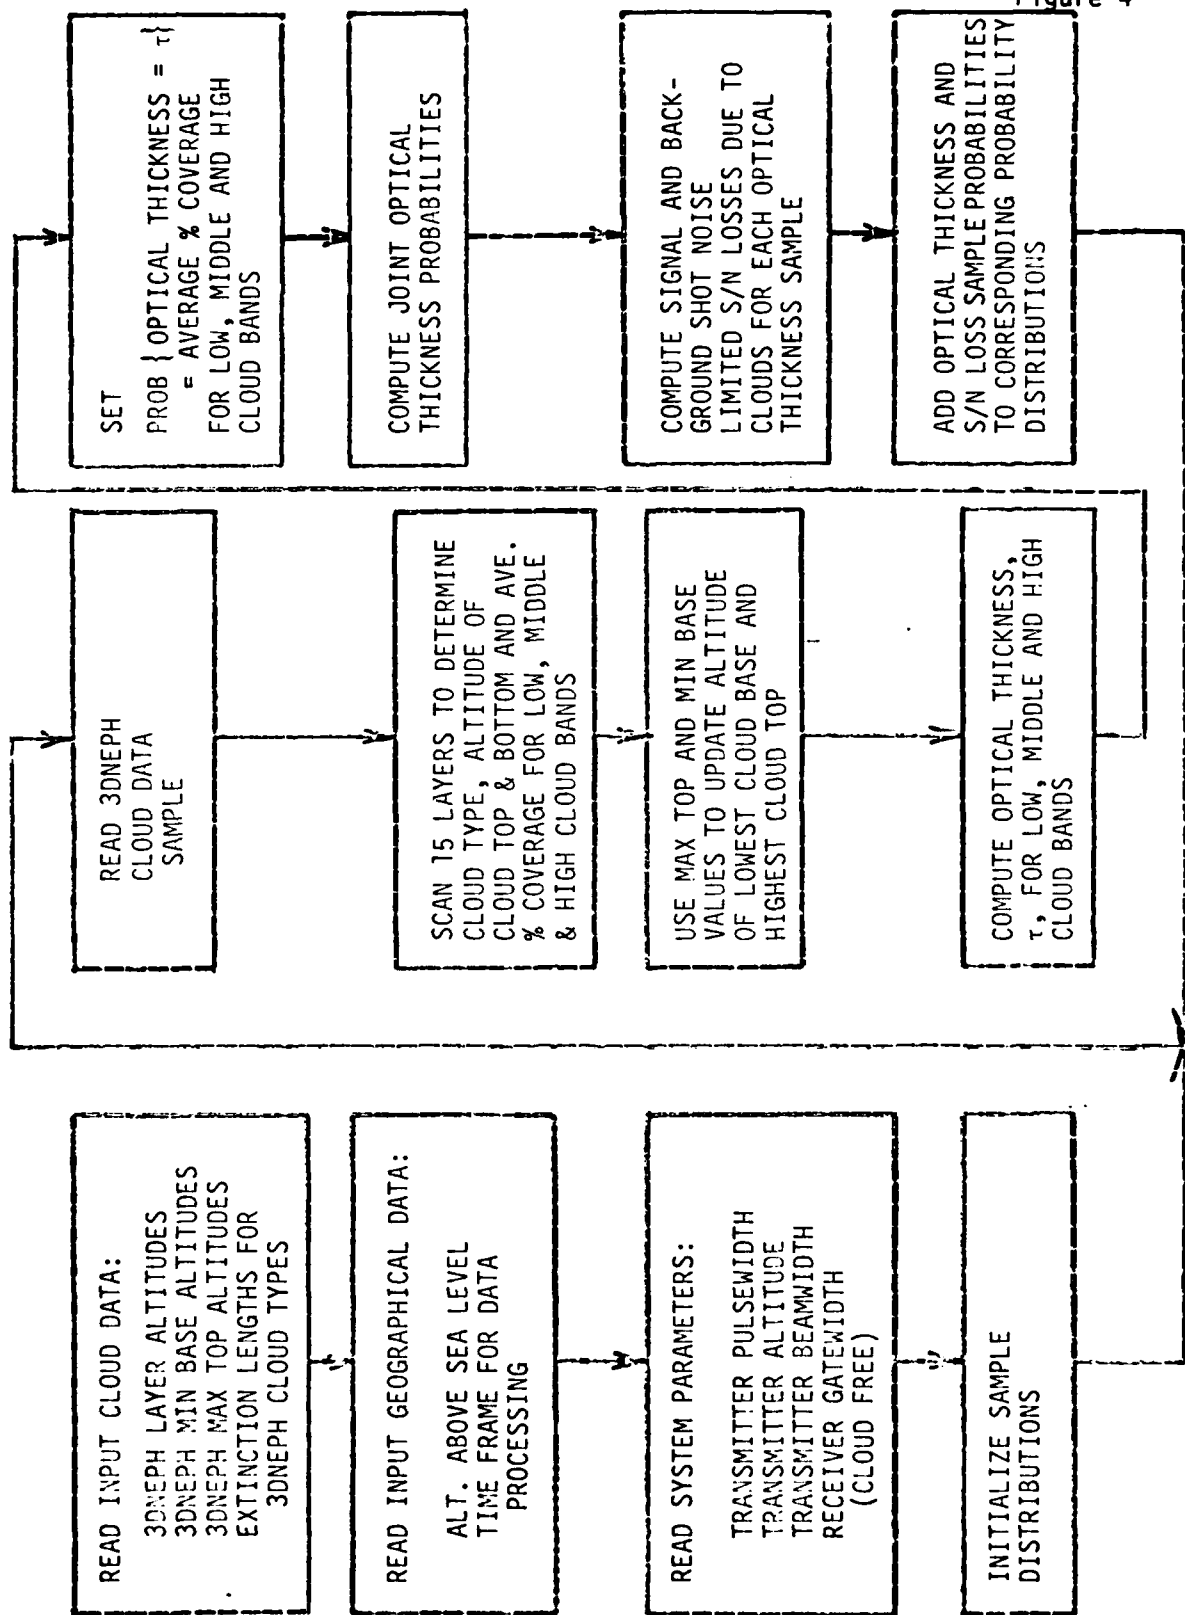 Figure 4
READ INPUT CLOUD DATA:
3DNEPH LAYER ALTITUDES
3DNEPH MIN BASE ALTITUDES
3DNEPH MAX TOP ALTITUDES
EXTINCTION LENGTHS FOR
3DNEPH CLOUD TYPES
READ INPUT GEOGRAPHICAL DATA:
ALT. ABOVE SEA LEVEL
TIME FRAME FOR DATA
PROCESSING
READ SYSTEM PARAMETERS:
TRANSMITTER PULSEWIDTH
TRANSMITTER ALTITUDE
TRANSMITTER BEAMWIDTH
RECEIVER GATEWIDTH
(CLOUD FREE)
INITIALIZE SAMPLE
DISTRIBUTIONS
READ 3DNEPH
CLOUD DATA
SAMPLE
SCAN 15 LAYERS TO DETERMINE
CLOUD TYPE, ALTITUDE OF
CLOUD TOP & BOTTOM AND AVE.
% COVERAGE FOR LOW, MIDDLE
& HIGH CLOUD BANDS
USE MAX TOP AND MIN BASE
VALUES TO UPDATE ALTITUDE
OF LOWEST CLOUD BASE AND
HIGHEST CLOUD TOP
COMPUTE OPTICAL THICKNESS,
τ, FOR LOW, MIDDLE AND HIGH
CLOUD BANDS
SET
PROB {OPTICAL THICKNESS = τ}
= AVERAGE % COVERAGE
FOR LOW, MIDDLE AND HIGH
CLOUD BANDS
COMPUTE JOINT OPTICAL
THICKNESS PROBABILITIES
COMPUTE SIGNAL AND BACK-
GROUND SHOT NOISE
LIMITED S/N LOSSES DUE TO
CLOUDS FOR EACH OPTICAL
THICKNESS SAMPLE
ADD OPTICAL THICKNESS AND
S/N LOSS SAMPLE PROBABILITIES
TO CORRESPONDING PROBABILITY
DISTRIBUTIONS